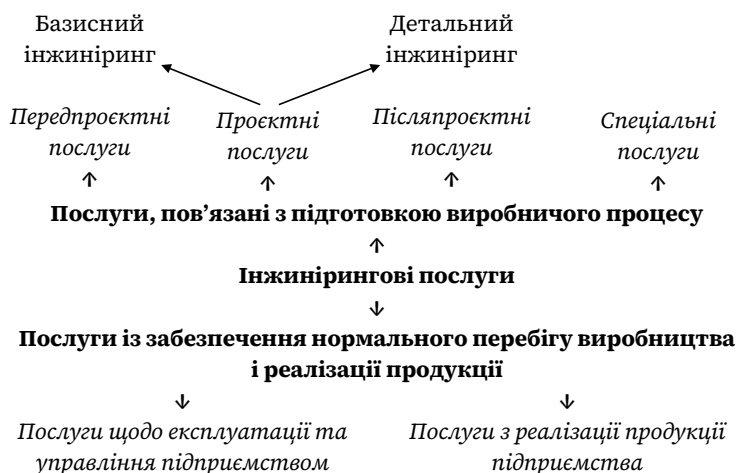 Базисний
інжиніринг
Детальний
інжиніринг
Передпроєктні
послуги
Проєктні
послуги
Післяпроєктні
послуги
Спеціальні
послуги
Послуги, пов’язані з підготовкою виробничого процесу
Інжинірингові послуги
Послуги із забезпечення нормального перебігу виробництва
і реалізації продукції
Послуги щодо експлуатації та
управління підприємством
Послуги з реалізації продукції
підприємства